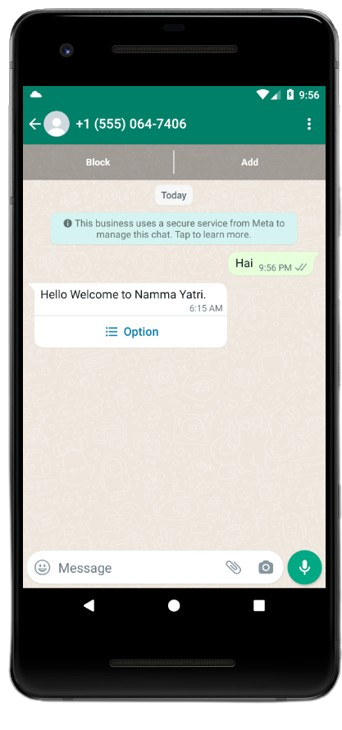 9:56
+1 (555) 064-7406
Block
Add
Today
This business uses a secure service from Meta to
manage this chat. Tap to learn more.
Hai
9:56 PM
Hello Welcome to Namma Yatri.
6:15 AM
Option
Message